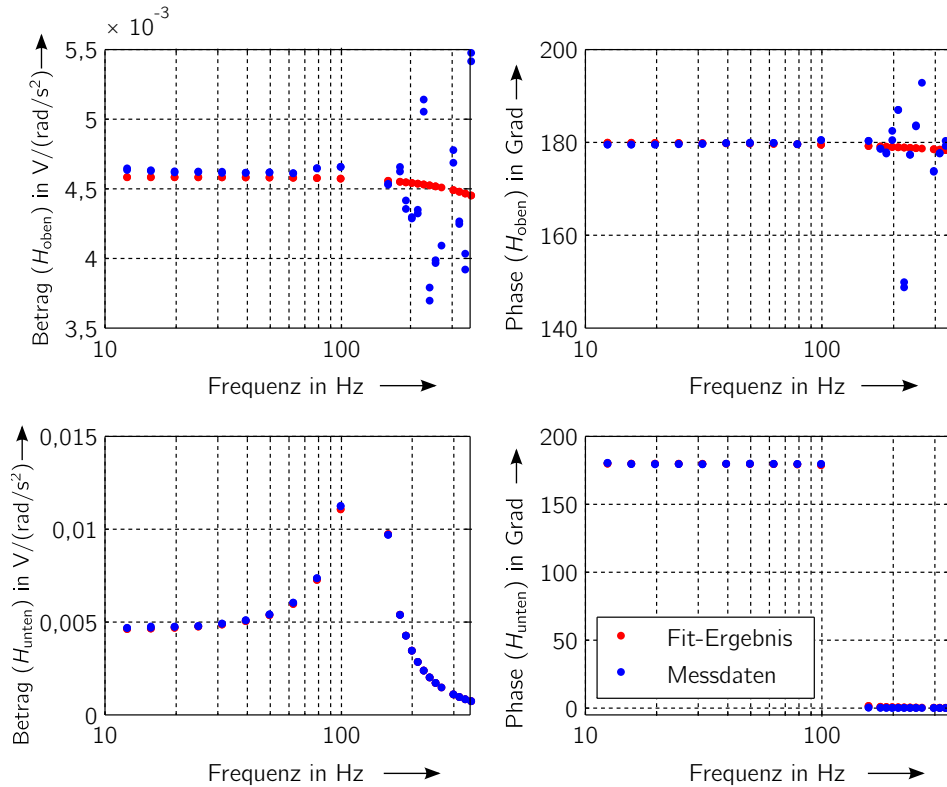 × 10⁻³
Betrag (H_oben) in V/(rad/s²)
5,5
5
4,5
4
3,5
10
100
Frequenz in Hz
Phase (H_oben) in Grad
200
180
160
140
10
100
Frequenz in Hz
Betrag (H_unten) in V/(rad/s²)
0,015
0,01
0,005
0
10
100
Frequenz in Hz
Phase (H_unten) in Grad
200
150
100
50
0
Fit-Ergebnis
Messdaten
10
100
Frequenz in Hz